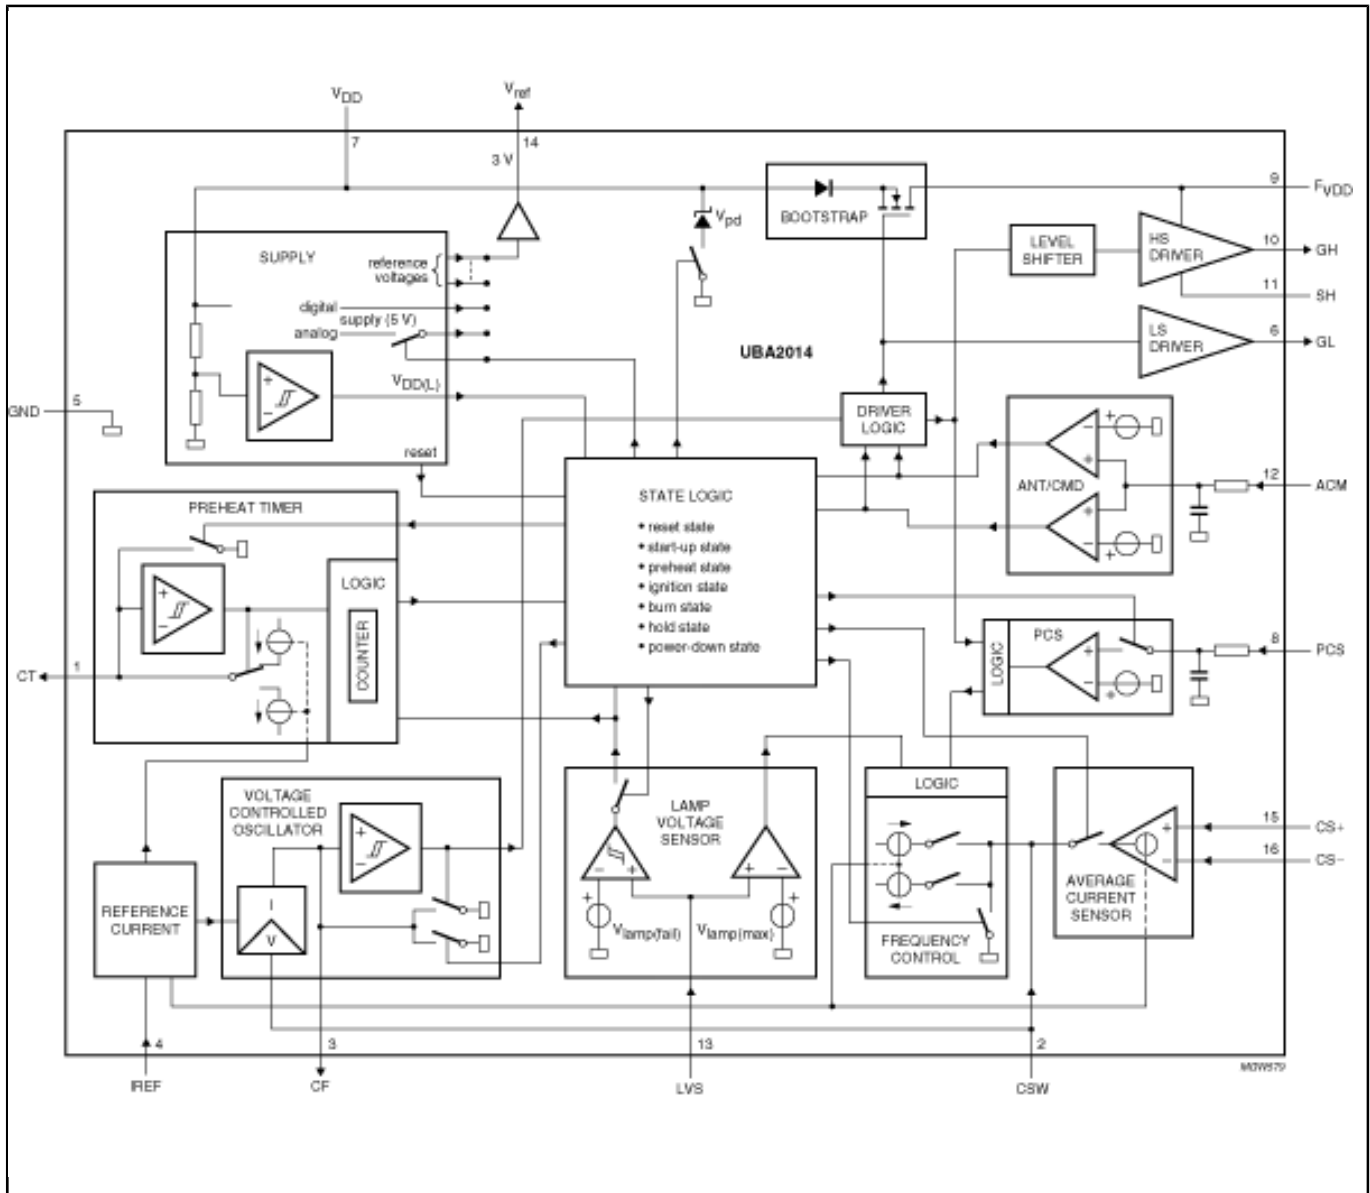 VDD
Vref
7
14
3 V
9
FVDD
BOOTSTRAP
Vpd
SUPPLY
reference
voltages
LEVEL
SHIFTER
HS
DRIVER
10
GH
11
SH
digital
supply (5 V)
analog
UBA2014
LS
DRIVER
6
GL
VDD(L)
GND
5
DRIVER
LOGIC
reset
ANT/CMD
12
ACM
PREHEAT TIMER
STATE LOGIC
• reset state
• start-up state
• preheat state
• ignition state
• burn state
• hold state
• power-down state
LOGIC
COUNTER
CT
1
LOGIC
PCS
8
PCS
VOLTAGE
CONTROLLED
OSCILLATOR
LAMP
VOLTAGE
SENSOR
LOGIC
15
CS+
16
CS−
AVERAGE
CURRENT
SENSOR
REFERENCE
CURRENT
I
V
Vlamp(fail)
Vlamp(max)
FREQUENCY
CONTROL
4
3
13
2
IREF
CF
LVS
CSW
MGW579